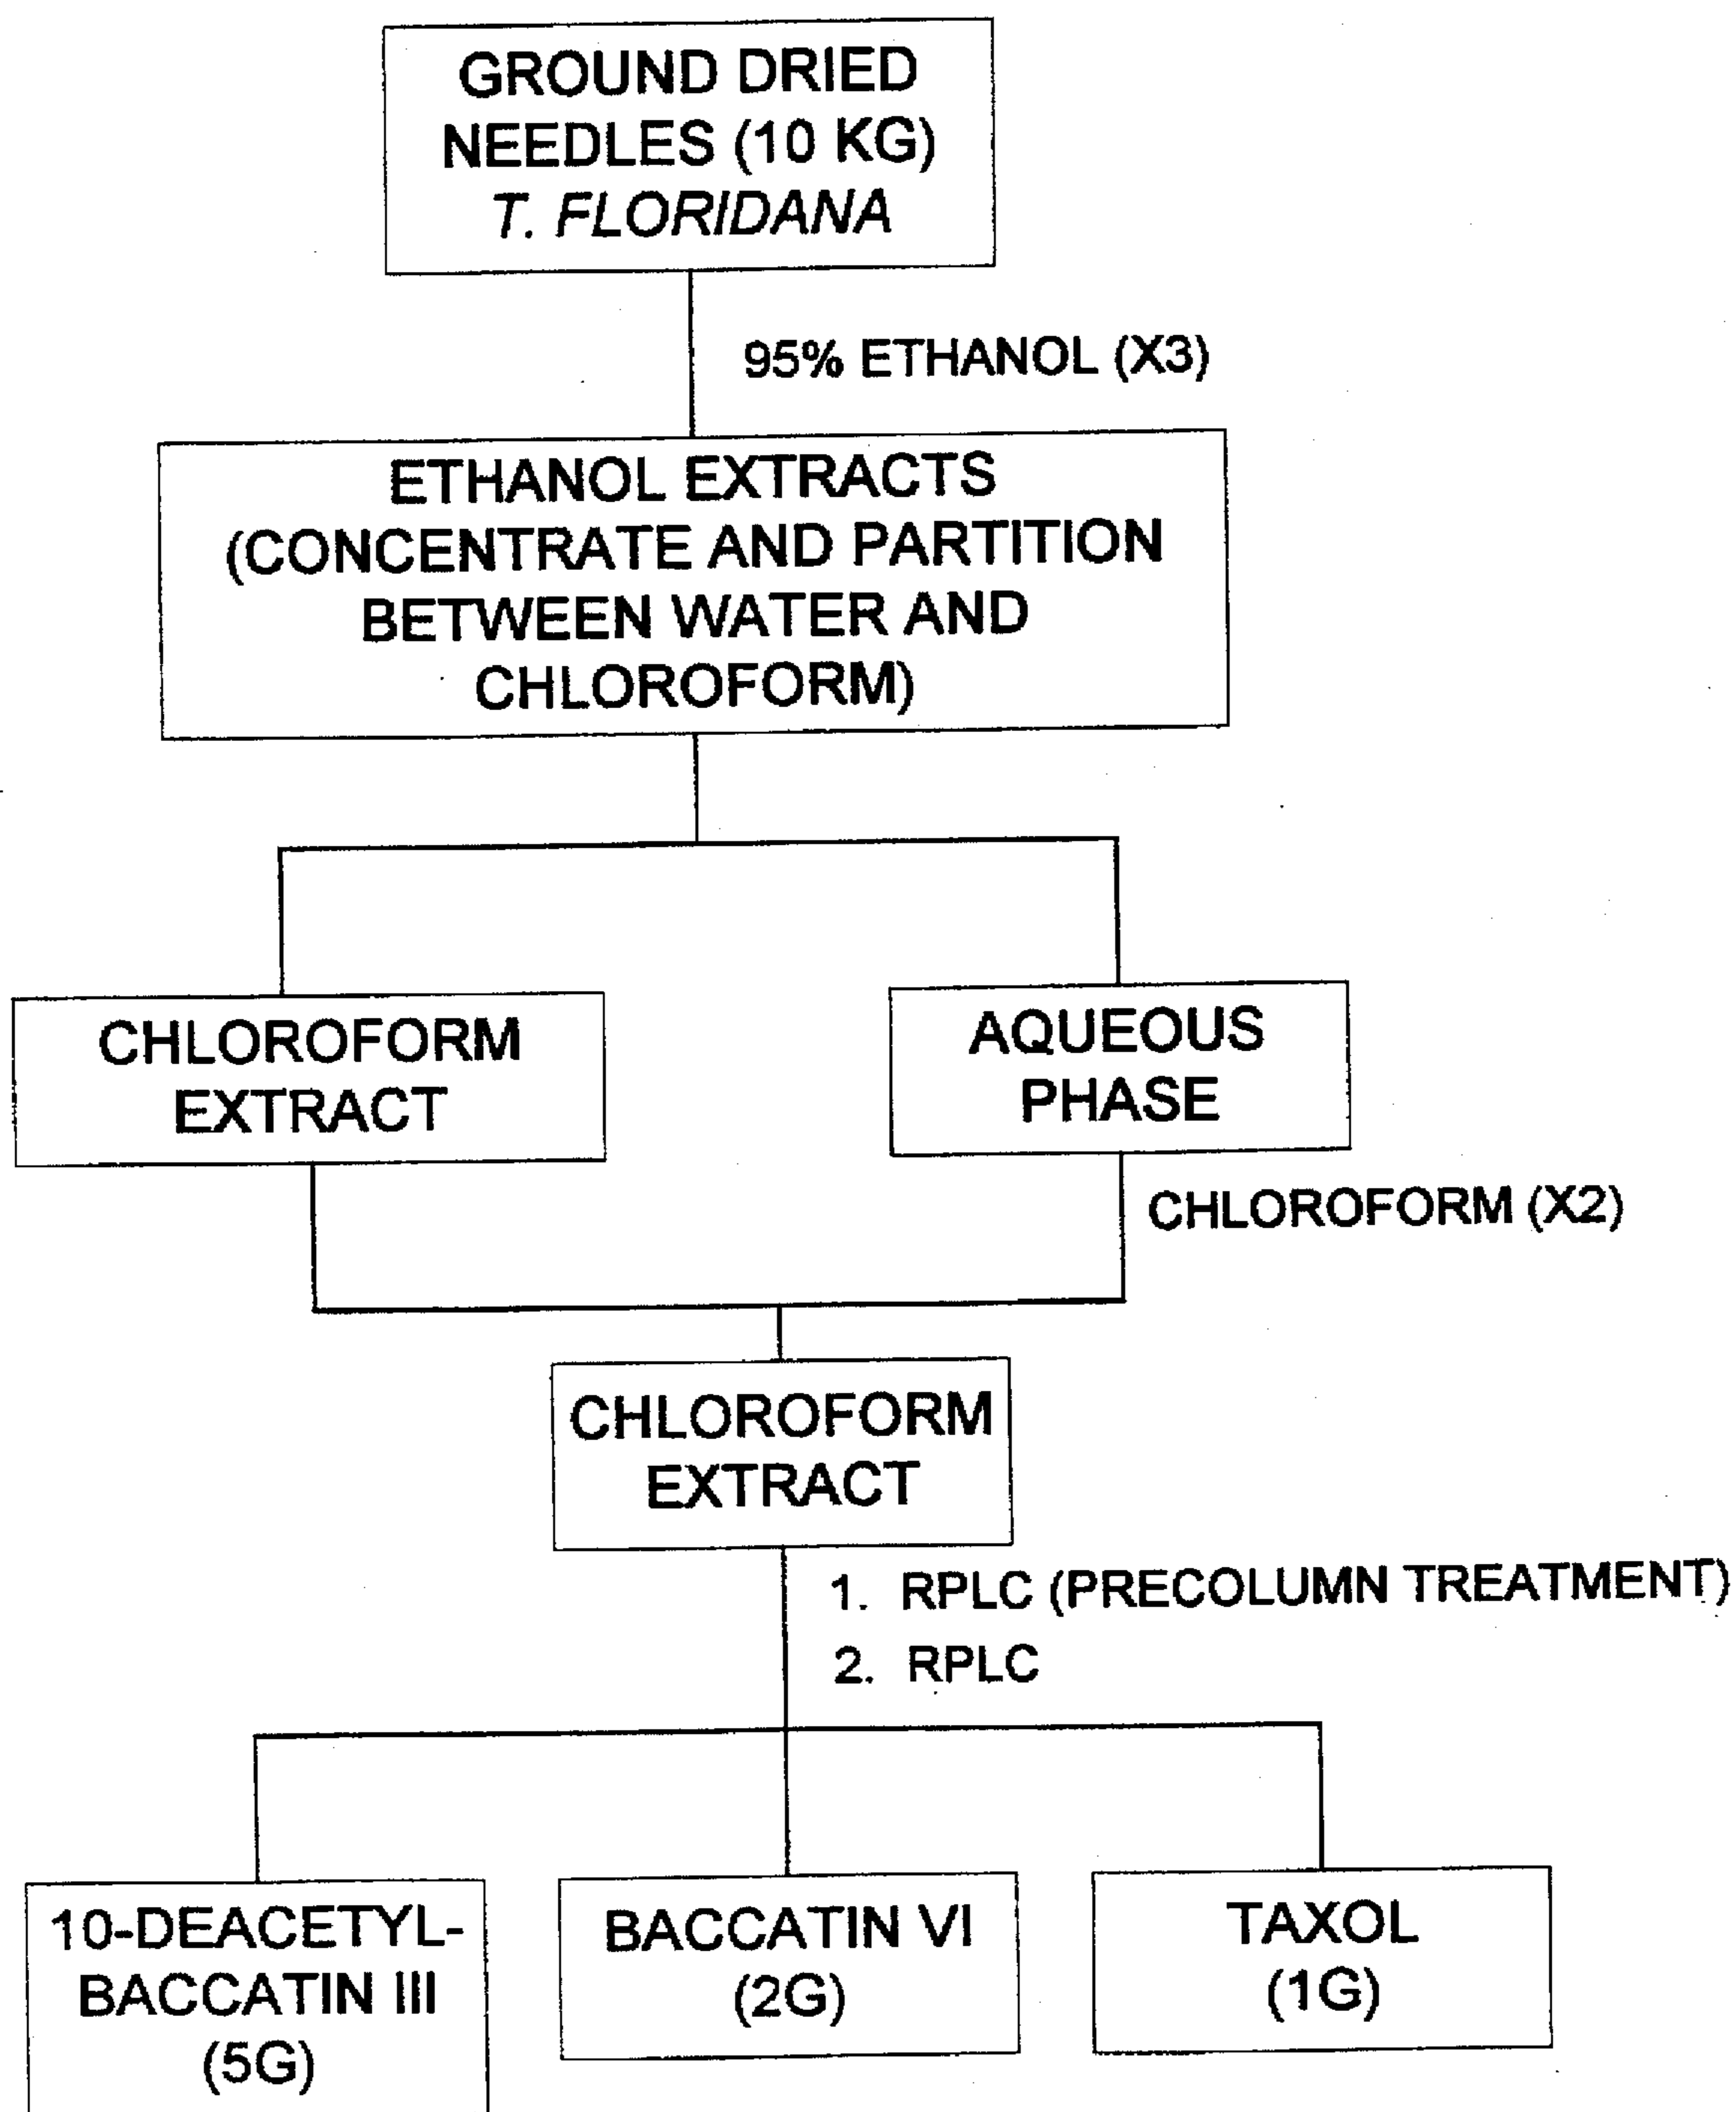 GROUND DRIED
NEEDLES (10 KG)
T. FLORIDANA
95% ETHANOL (X3)
ETHANOL EXTRACTS
(CONCENTRATE AND PARTITION
BETWEEN WATER AND
CHLOROFORM)
CHLOROFORM
EXTRACT
AQUEOUS
PHASE
CHLOROFORM (X2)
CHLOROFORM
EXTRACT
1. RPLC (PRECOLUMN TREATMENT)
2. RPLC
10-DEACETYL-
BACCATIN III
(5G)
BACCATIN VI
(2G)
TAXOL
(1G)